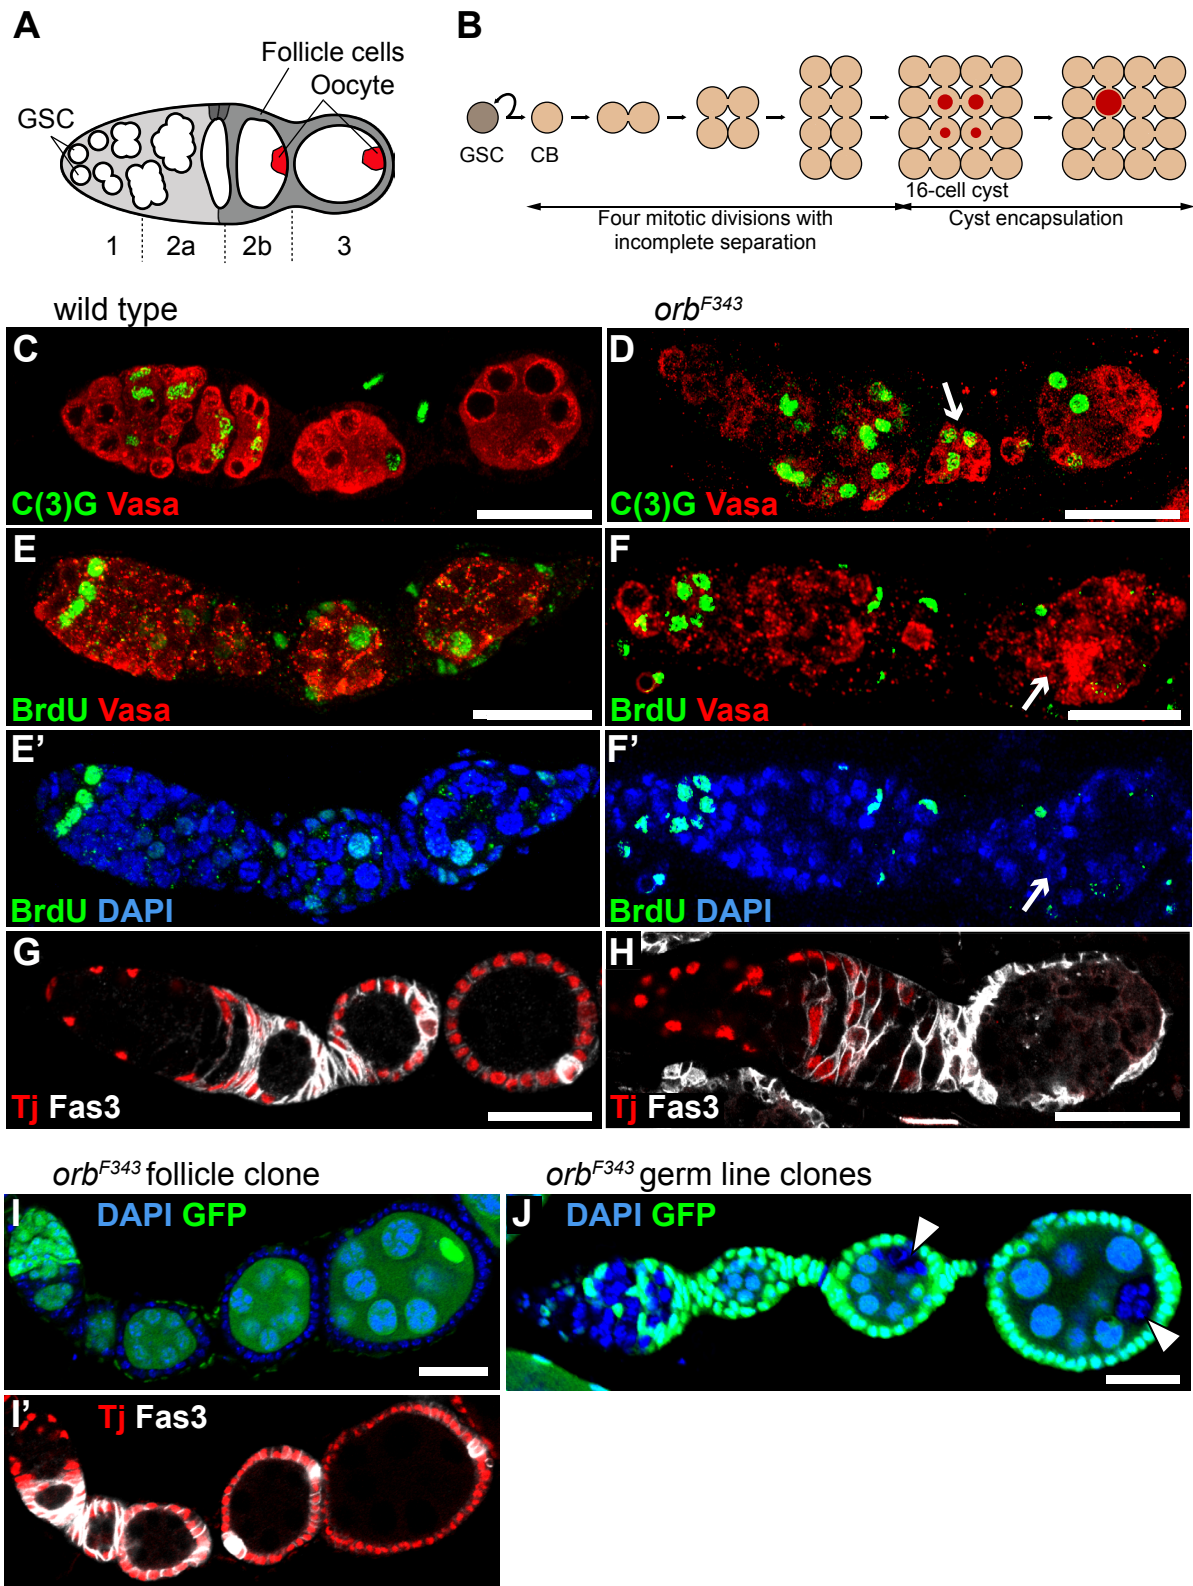 A
B
Follicle cells
Oocyte
GSC
1
2a
2b
3
GSC
CB
16-cell cyst
Four mitotic divisions with
incomplete separation
Cyst encapsulation
wild type
orbF343
C
C(3)G Vasa
D
C(3)G Vasa
E
BrdU Vasa
F
BrdU Vasa
E’
BrdU DAPI
F’
BrdU DAPI
G
Tj Fas3
H
Tj Fas3
orbF343 follicle clone
orbF343 germ line clones
I
DAPI GFP
J
DAPI GFP
I’
Tj Fas3